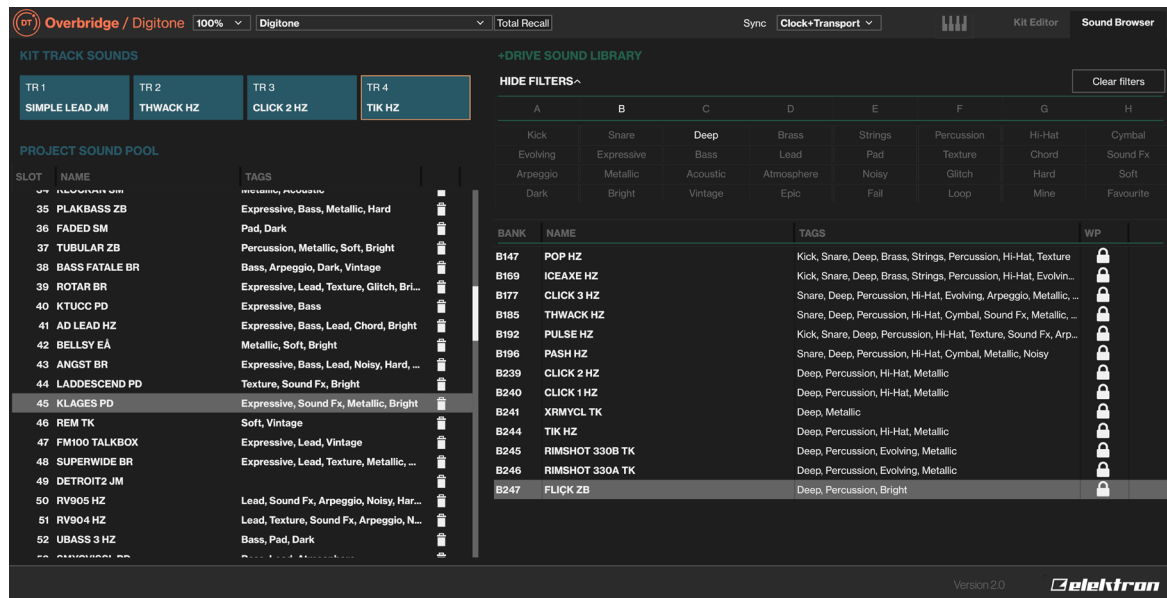 DT Overbridge / Digitone 100% Digitone Total Recall Sync Clock+Transport Kit Editor Sound Browser
KIT TRACK SOUNDS
TR 1 TR 2 TR 3 TR 4
SIMPLE LEAD JM THWACK HZ CLICK 2 HZ TIK HZ
PROJECT SOUND POOL
SLOT NAME TAGS
35 PLAKBASS ZB Expressive, Bass, Metallic, Hard
36 FADED SM Pad, Dark
37 TUBULAR ZB Percussion, Metallic, Soft, Bright
38 BASS FATALE BR Bass, Arpeggio, Dark, Vintage
39 ROTAR BR Expressive, Lead, Texture, Glitch, Bri...
40 KTUCC PD Expressive, Bass
41 AD LEAD HZ Expressive, Bass, Lead, Chord, Bright
42 BELLSY EÅ Metallic, Soft, Bright
43 ANGST BR Expressive, Bass, Lead, Noisy, Hard, ...
44 LADDESCEND PD Texture, Sound Fx, Bright
45 KLAGES PD Expressive, Sound Fx, Metallic, Bright
46 REM TK Soft, Vintage
47 FM100 TALKBOX Expressive, Lead, Vintage
48 SUPERWIDE BR Expressive, Lead, Texture, Metallic, ...
49 DETROIT2 JM
50 RV905 HZ Lead, Sound Fx, Arpeggio, Noisy, Har...
51 RV904 HZ Lead, Texture, Sound Fx, Arpeggio, N...
52 UBASS 3 HZ Bass, Pad, Dark
+DRIVE SOUND LIBRARY
HIDE FILTERS Clear filters
A B C D E F G H
Kick Snare Deep Brass Strings Percussion Hi-Hat Cymbal
Evolving Expressive Bass Lead Pad Texture Chord Sound Fx
Arpeggio Metallic Acoustic Atmosphere Noisy Glitch Hard Soft
Dark Bright Vintage Epic Fail Loop Mine Favourite
BANK NAME TAGS WP
B147 POP HZ Kick, Snare, Deep, Brass, Strings, Percussion, Hi-Hat, Texture
B169 ICEAXE HZ Kick, Snare, Deep, Brass, Strings, Percussion, Hi-Hat, Evolvin...
B177 CLICK 3 HZ Snare, Deep, Percussion, Hi-Hat, Evolving, Arpeggio, Metallic, ...
B185 THWACK HZ Snare, Deep, Percussion, Hi-Hat, Cymbal, Sound Fx, Metallic, ...
B192 PULSE HZ Kick, Snare, Deep, Percussion, Hi-Hat, Texture, Sound Fx, Arp...
B196 PASH HZ Snare, Deep, Percussion, Hi-Hat, Cymbal, Metallic, Noisy
B239 CLICK 2 HZ Deep, Percussion, Hi-Hat, Metallic
B240 CLICK 1 HZ Deep, Percussion, Hi-Hat, Metallic
B241 XRMYCL TK Deep, Metallic
B244 TIK HZ Deep, Percussion, Hi-Hat, Metallic
B245 RIMSHOT 330B TK Deep, Percussion, Evolving, Metallic
B246 RIMSHOT 330A TK Deep, Percussion, Evolving, Metallic
B247 FLIÇK ZB Deep, Percussion, Bright
Version 2.0 elektron